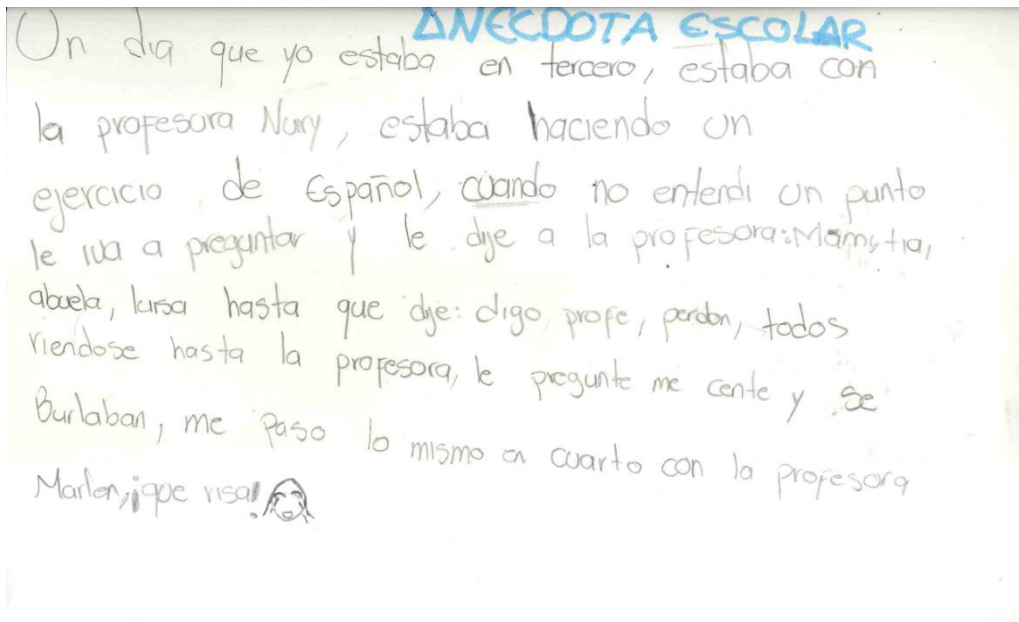 ANECDOTA ESCOLAR
Un dia que yo estaba en tercero, estaba con
la profesora Nury, estaba haciendo un
ejercicio de Español, cuando no entendi un punto
le iva a preguntar y le dije a la profesora: Mami, tia,
abuela, luisa hasta que dije: digo profe, perdon, todos
riendose hasta la profesora, le pregunte me cente y se
Burlaban, me paso lo mismo en cuarto con la profesora
Marlen, ¡que risa!